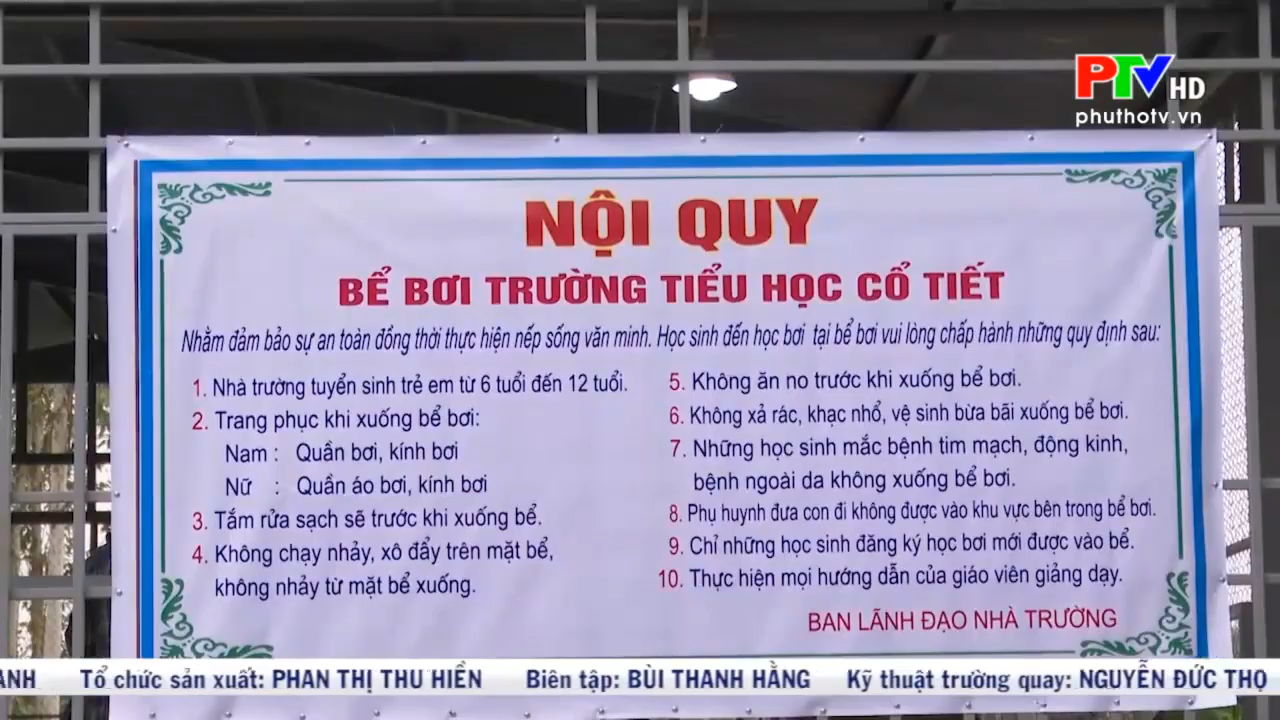 PTV HD
phuthotv.vn
NỘI QUY
BỂ BƠI TRƯỜNG TIỂU HỌC CỔ TIẾT
Nhằm đảm bảo sự an toàn đồng thời thực hiện nếp sống văn minh. Học sinh đến học bơi tại bể bơi vui lòng chấp hành những quy định sau:
1. Nhà trường tuyển sinh trẻ em từ 6 tuổi đến 12 tuổi.
2. Trang phục khi xuống bể bơi:
Nam : Quần bơi, kính bơi
Nữ : Quần áo bơi, kính bơi
3. Tắm rửa sạch sẽ trước khi xuống bể.
4. Không chạy nhảy, xô đẩy trên mặt bể,
không nhảy từ mặt bể xuống.
5. Không ăn no trước khi xuống bể bơi.
6. Không xả rác, khạc nhổ, vệ sinh bừa bãi xuống bể bơi.
7. Những học sinh mắc bệnh tim mạch, động kinh,
bệnh ngoài da không xuống bể bơi.
8. Phụ huynh đưa con đi không được vào khu vực bên trong bể bơi.
9. Chỉ những học sinh đăng ký học bơi mới được vào bể.
10. Thực hiện mọi hướng dẫn của giáo viên giảng dạy.
BAN LÃNH ĐẠO NHÀ TRƯỜNG
ANH Tổ chức sản xuất: PHAN THỊ THU HIỀN Biên tập: BÙI THANH HẰNG Kỹ thuật trường quay: NGUYỄN ĐỨC THỌ